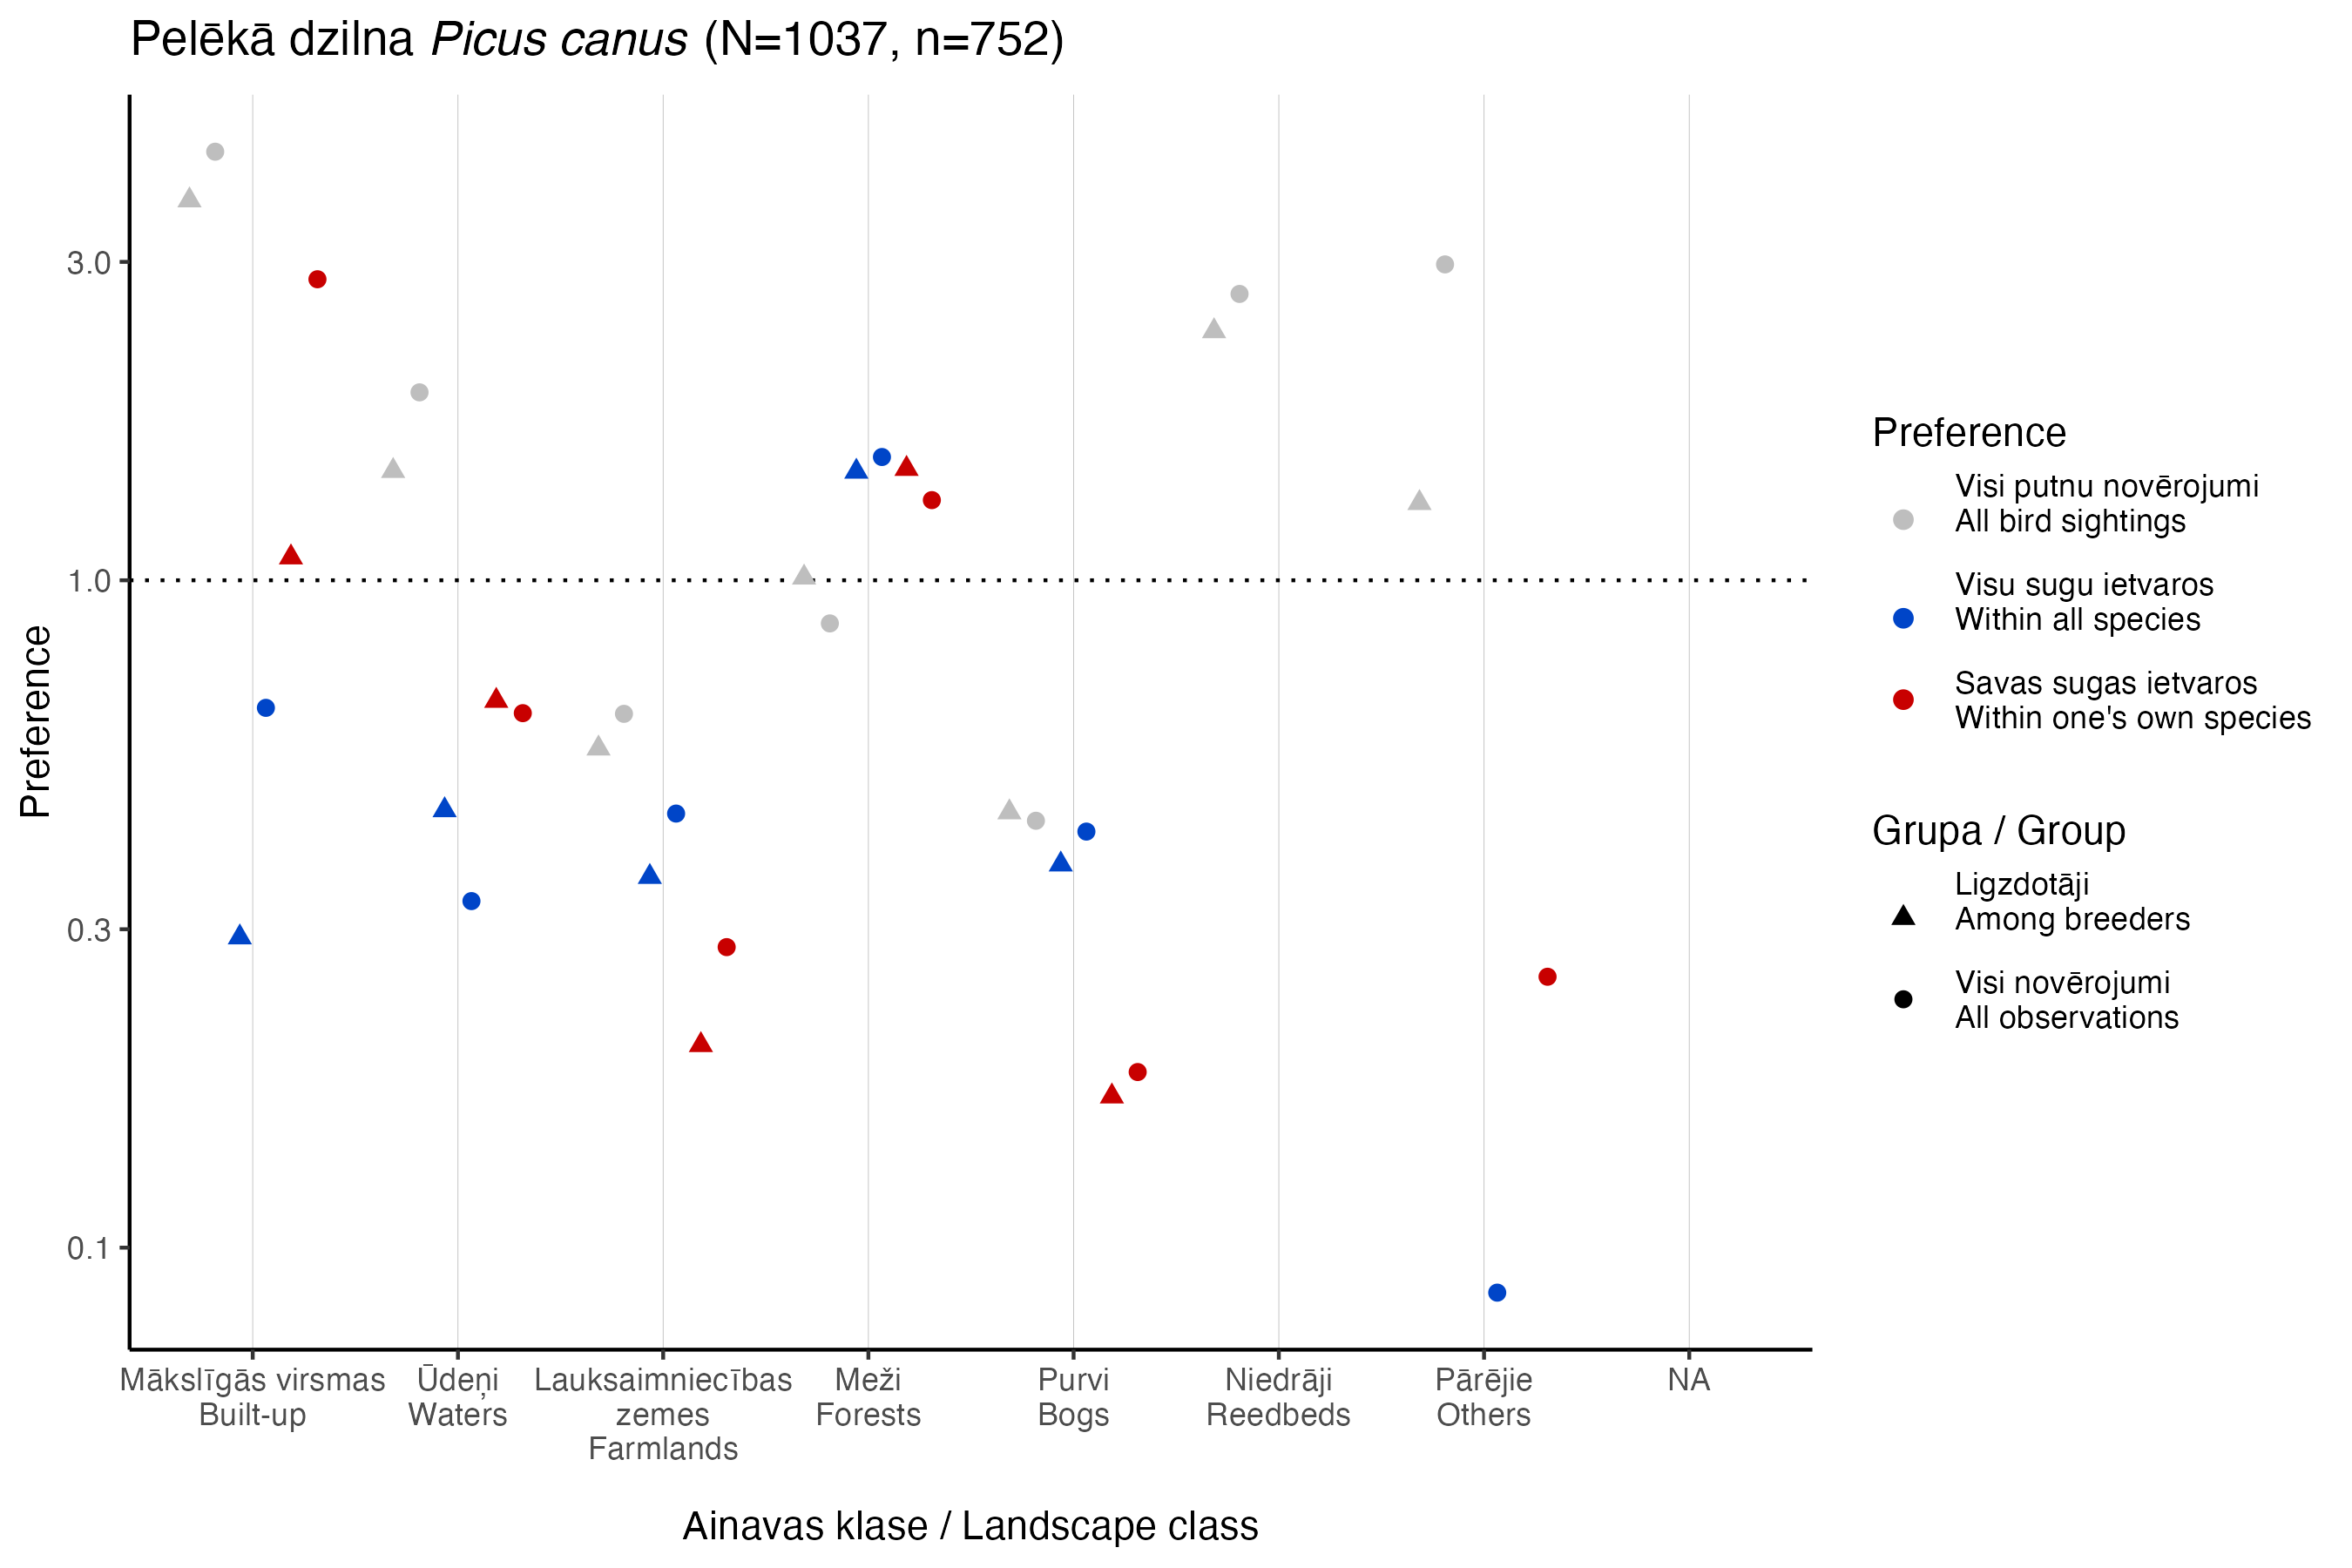 Pelēkā dzilna Picus canus (N=1037, n=752)
Preference
3.0
1.0
0.3
0.1
Mākslīgās virsmas
Built-up
Ūdeņi
Waters
Lauksaimniecības
zemes
Farmlands
Meži
Forests
Purvi
Bogs
Niedrāji
Reedbeds
Pārējie
Others
NA
Ainavas klase / Landscape class
Preference
Visi putnu novērojumi
All bird sightings
Visu sugu ietvaros
Within all species
Savas sugas ietvaros
Within one's own species
Grupa / Group
Ligzdotāji
Among breeders
Visi novērojumi
All observations